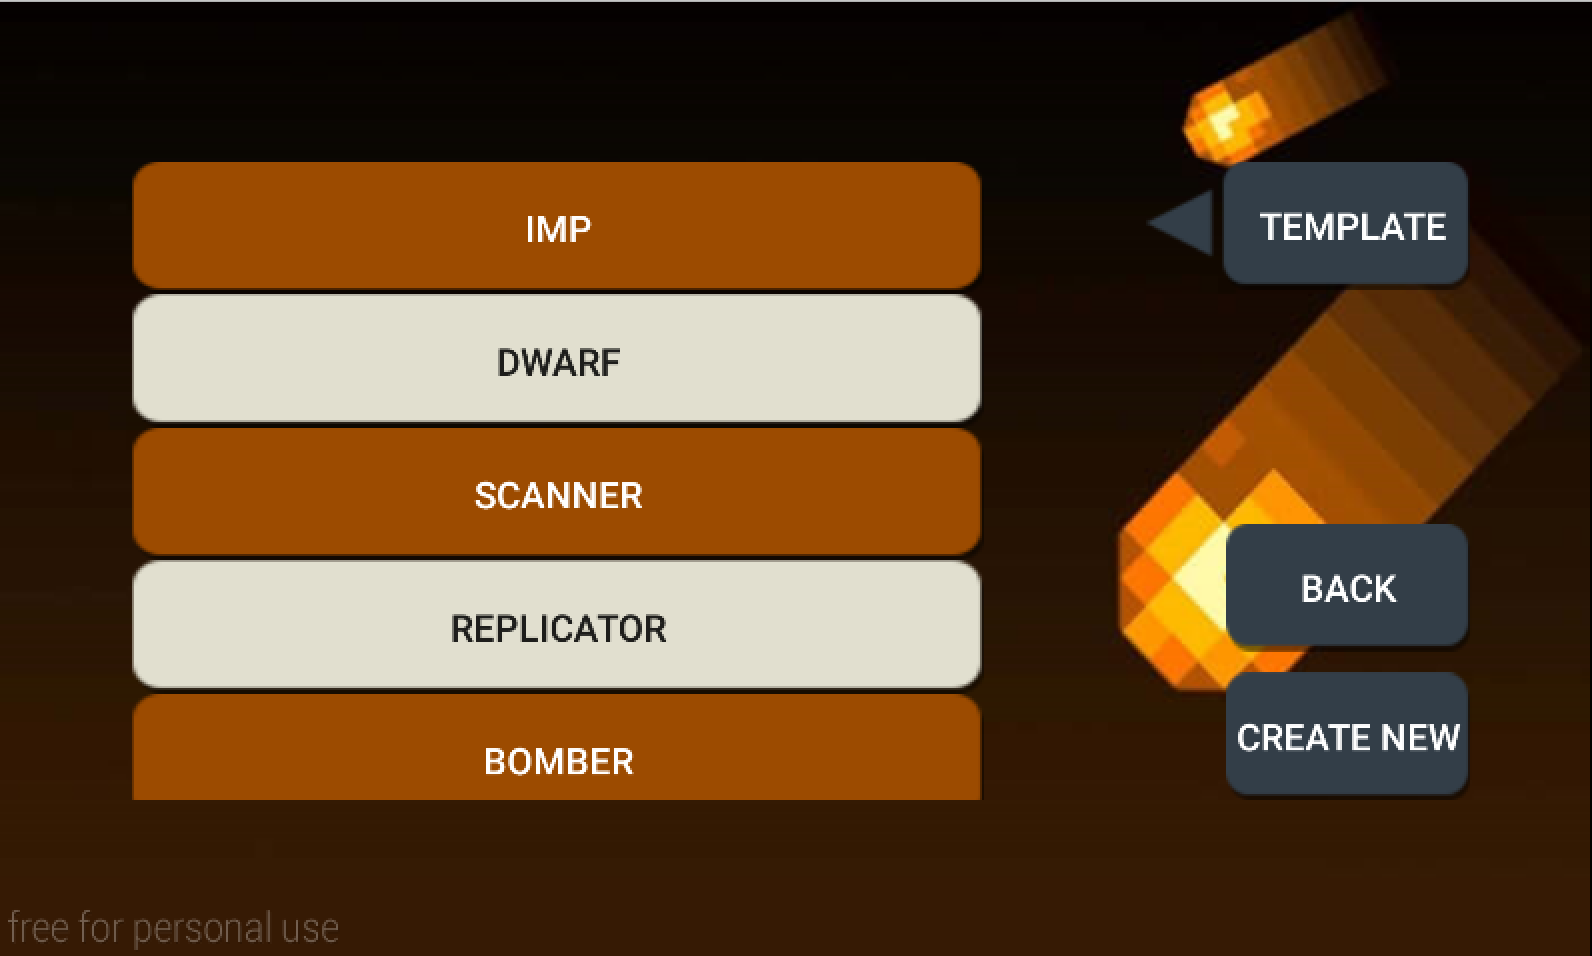 IMP
DWARF
SCANNER
REPLICATOR
BOMBER
TEMPLATE
BACK
CREATE NEW
free for personal use